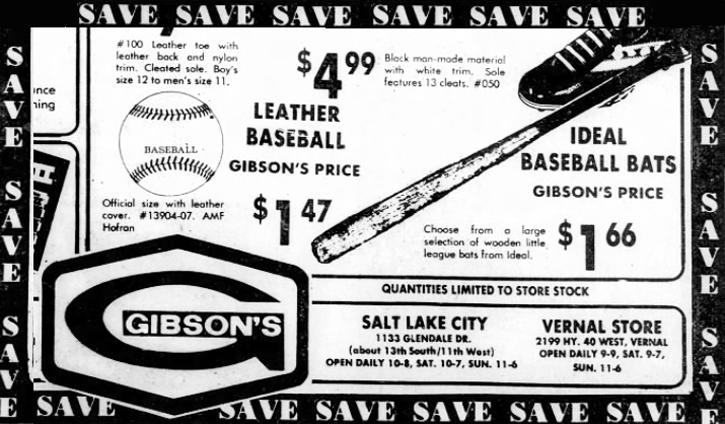 SAVE SAVE SAVE SAVE SAVE SAVE SAVE
SAVE
SAVE
SAVE
#100 Leather toe with
leather back and nylon
trim. Cleated sole. Boy's
size 12 to men's size 11.
$4.99
Black man-made material
with white trim. Sole
features 13 cleats. #050
BASEBALL
LEATHER
BASEBALL
GIBSON'S PRICE
Official size with leather
cover. #13904-07. AMF
Hofran
$1.47
IDEAL
BASEBALL BATS
GIBSON'S PRICE
Choose from a large
selection of wooden little
league bats from Ideal.
$1.66
QUANTITIES LIMITED TO STORE STOCK
GIBSON'S
SALT LAKE CITY
1133 GLENDALE DR.
(about 13th South/11th West)
OPEN DAILY 10-8, SAT. 10-7, SUN. 11-6
VERNAL STORE
2199 HY. 40 WEST, VERNAL
OPEN DAILY 9-9, SAT. 9-7,
SUN. 11-6
SAVE
SAVE
SAVE
SAVE SAVE SAVE SAVE SAVE SAVE